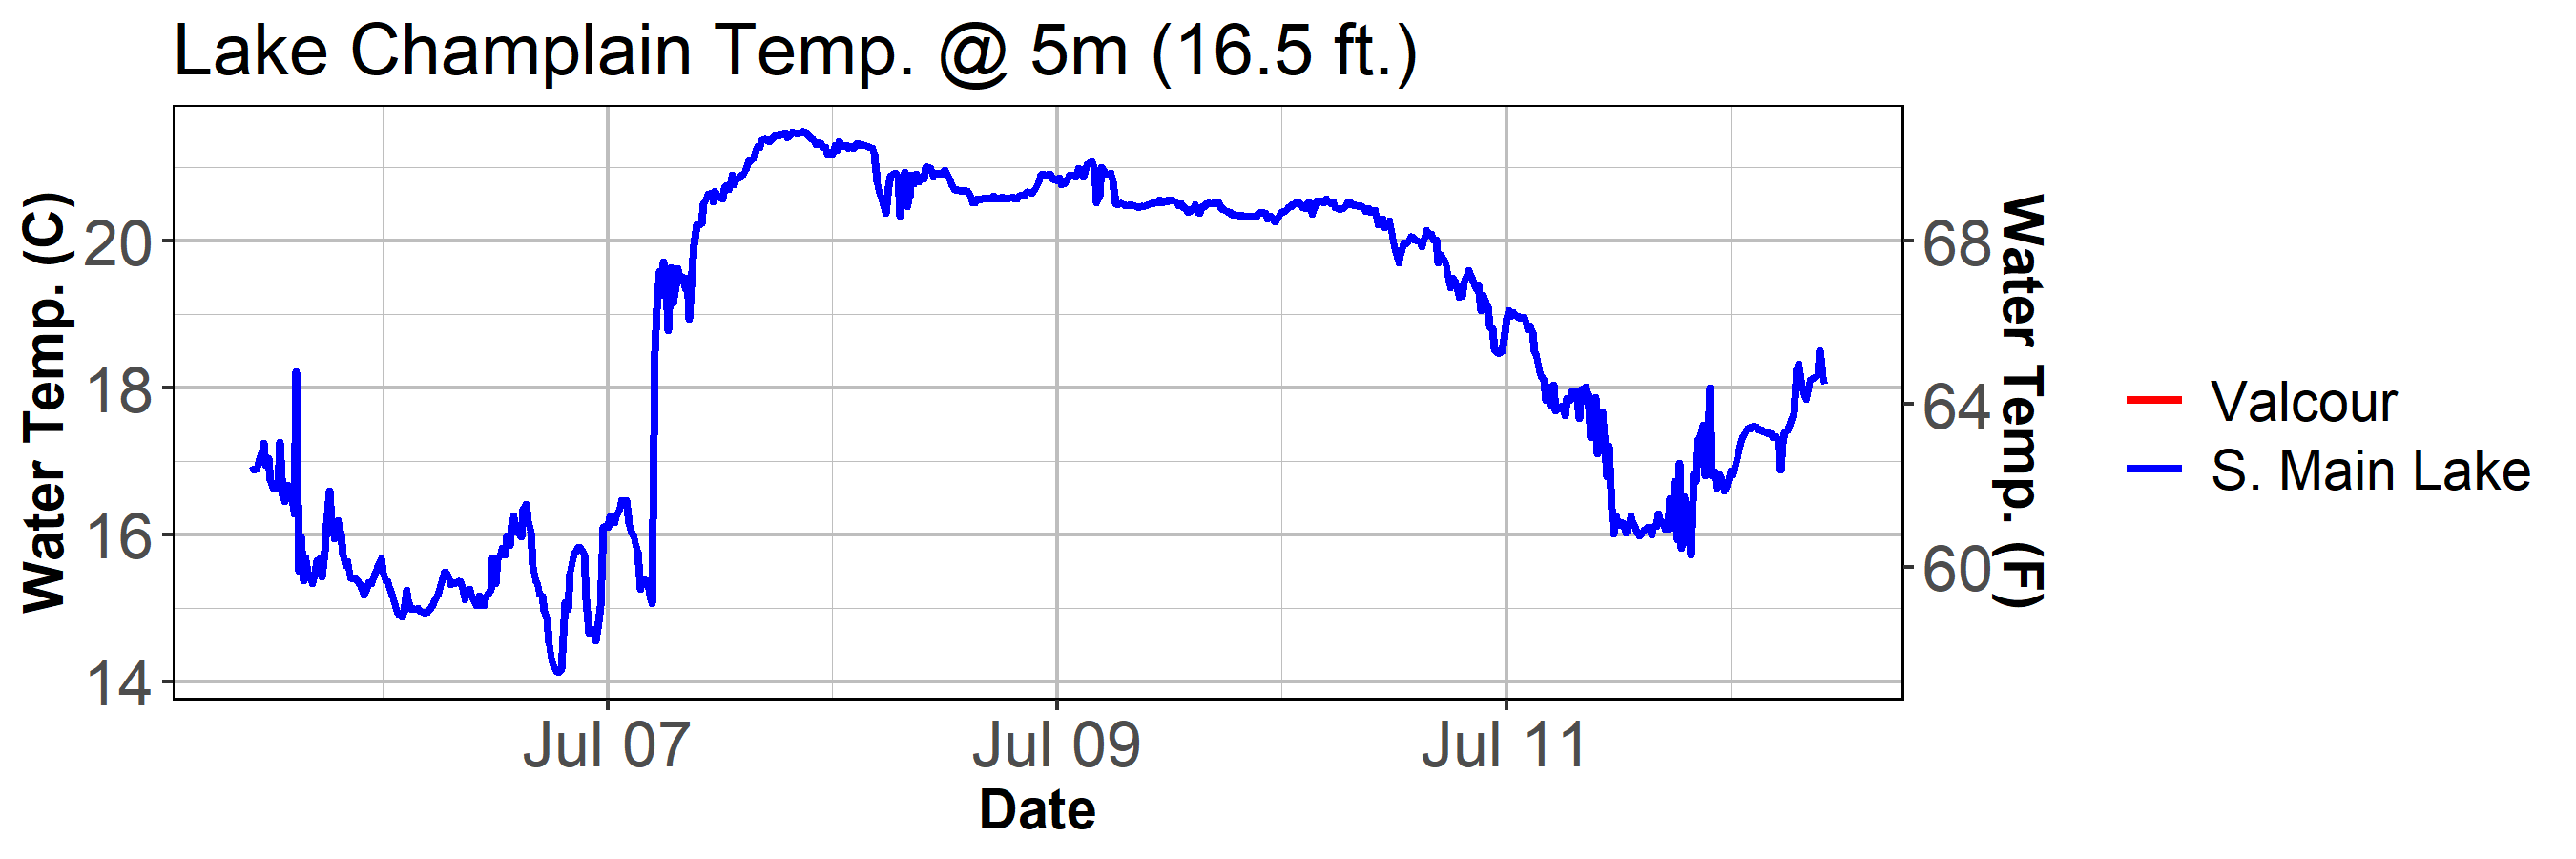 Lake Champlain Temp. @ 5m (16.5 ft.)
Water Temp. (C)
20
18
16
14
68
64
60
Water Temp. (F)
Jul 07
Jul 09
Jul 11
Date
Valcour
S. Main Lake